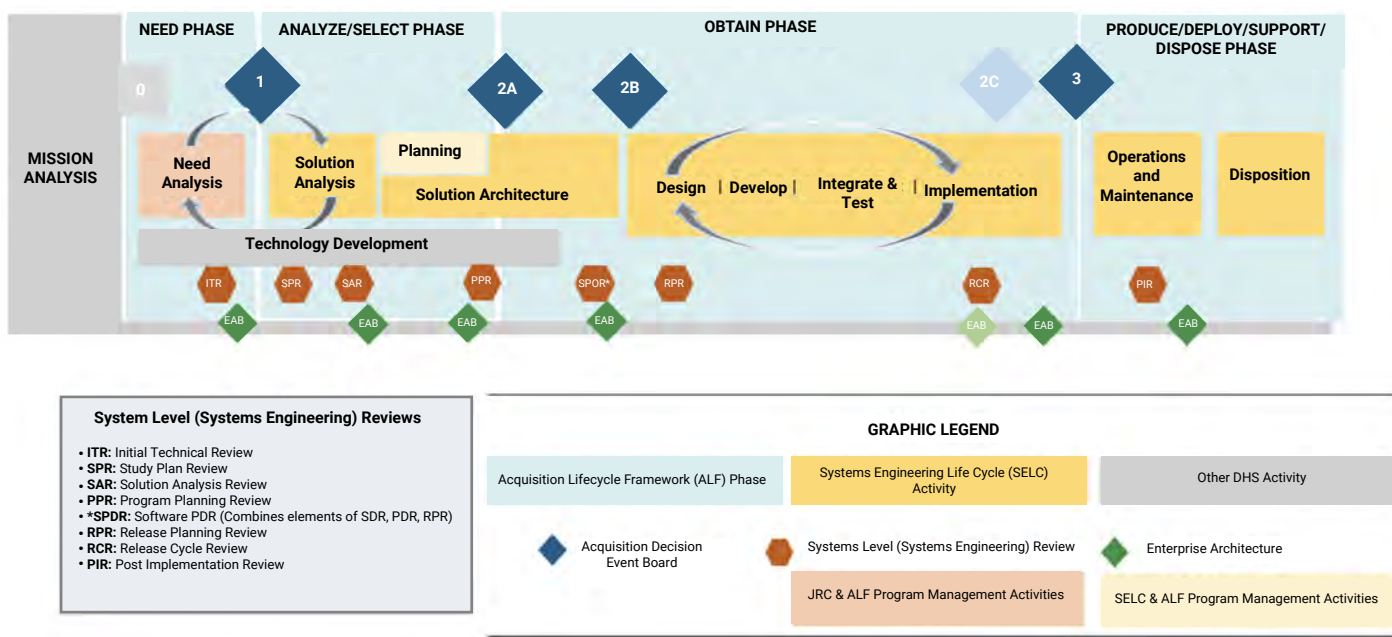 NEED PHASE
ANALYZE/SELECT PHASE
OBTAIN PHASE
PRODUCE/DEPLOY/SUPPORT/
DISPOSE PHASE
0
1
2A
2B
2C
3
MISSION
ANALYSIS
Need
Analysis
Solution
Analysis
Planning
Solution Architecture
Design | Develop | Integrate &
Test | Implementation
Operations
and
Maintenance
Disposition
Technology Development
ITR
SPR
SAR
PPR
SPOR*
RPR
RCR
PIR
EAB
EAB
EAB
EAB
EAB
EAB
EAB
System Level (Systems Engineering) Reviews
• ITR: Initial Technical Review
• SPR: Study Plan Review
• SAR: Solution Analysis Review
• PPR: Program Planning Review
• *SPDR: Software PDR (Combines elements of SDR, PDR, RPR)
• RPR: Release Planning Review
• RCR: Release Cycle Review
• PIR: Post Implementation Review
GRAPHIC LEGEND
Acquisition Lifecycle Framework (ALF) Phase
Systems Engineering Life Cycle (SELC)
Activity
Other DHS Activity
Acquisition Decision
Event Board
Systems Level (Systems Engineering) Review
Enterprise Architecture
JRC & ALF Program Management Activities
SELC & ALF Program Management Activities